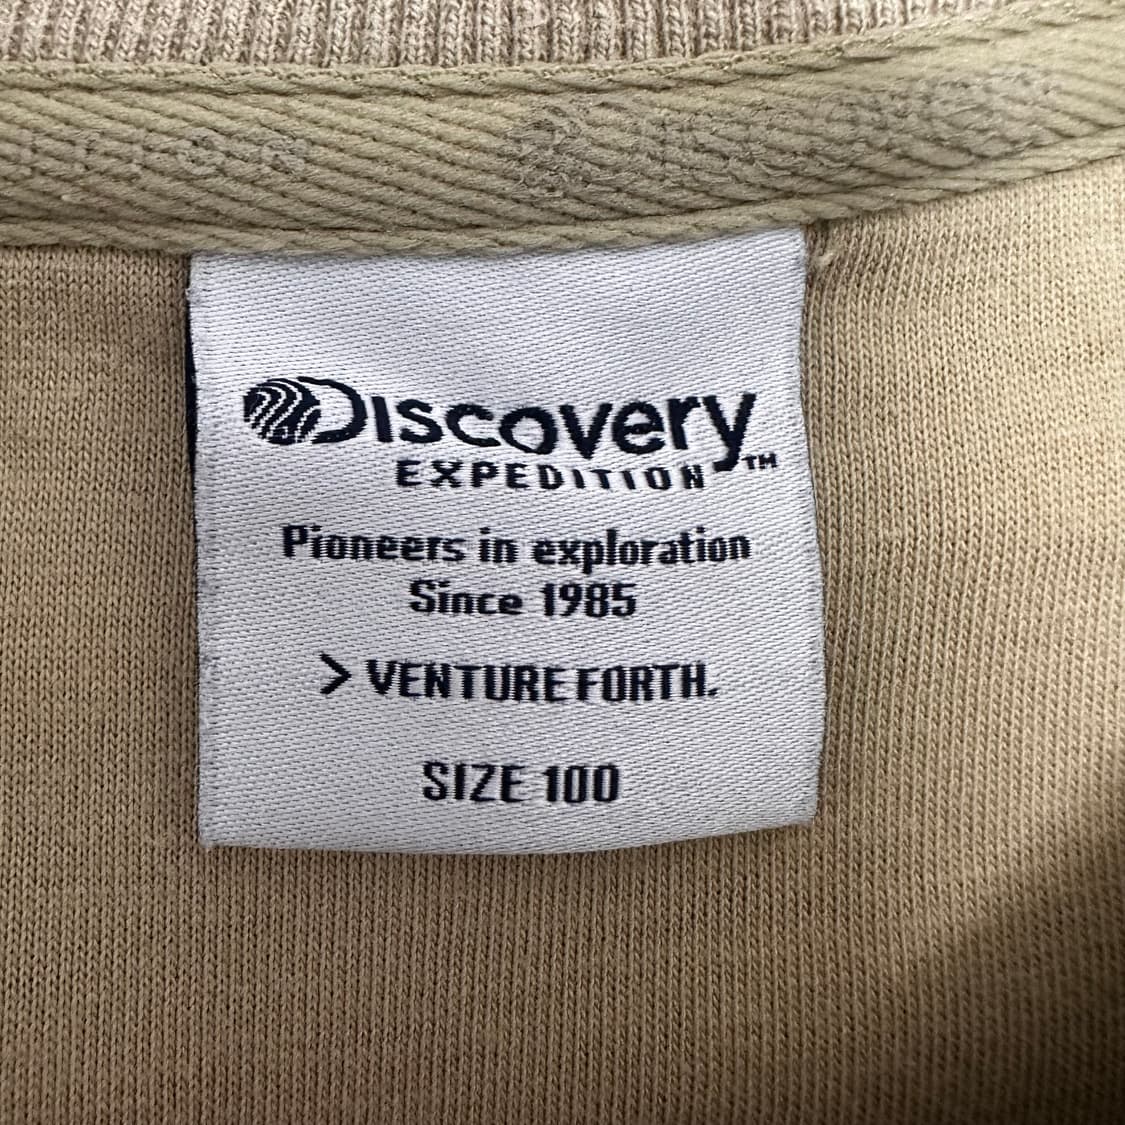 Discovery
EXPEDITION™
Pioneers in exploration
Since 1985
> VENTURE FORTH.
SIZE 100